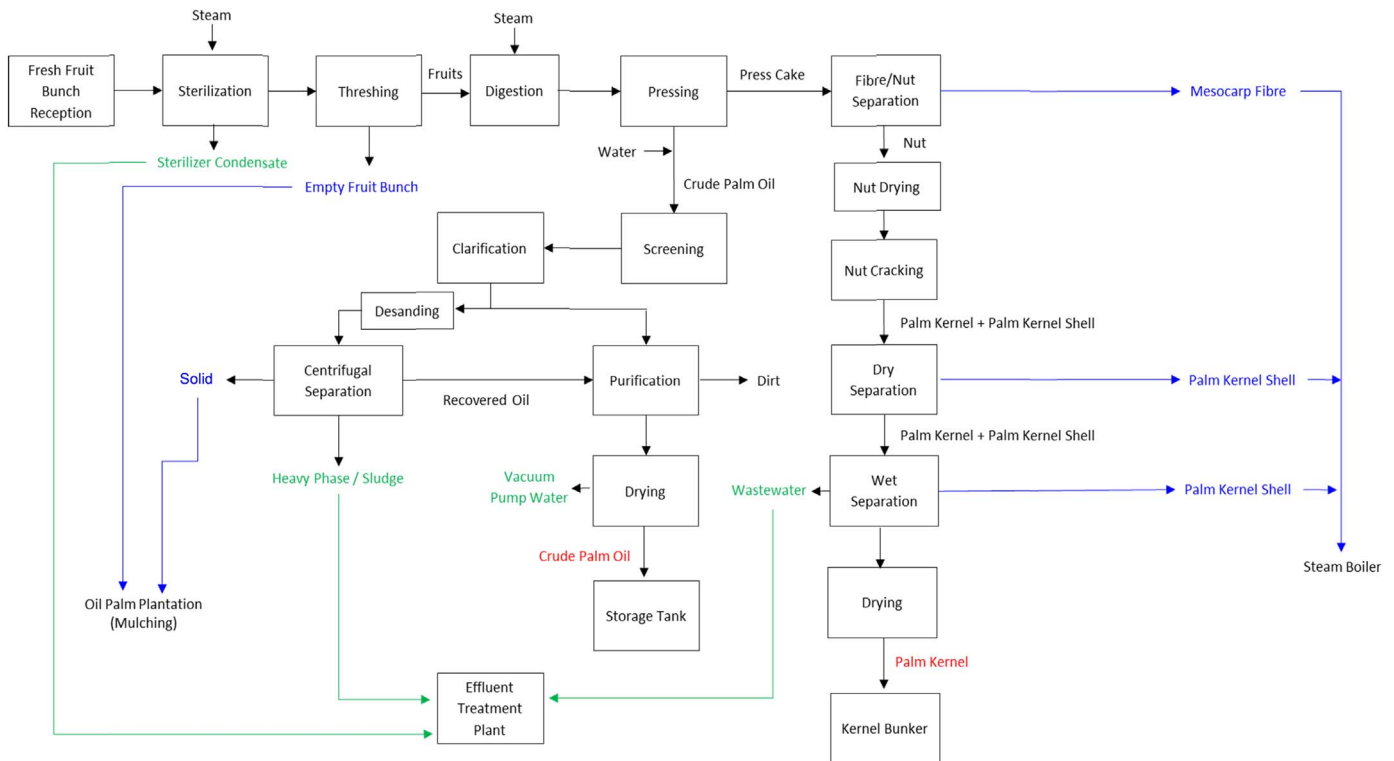 Steam
Steam
Fresh Fruit
Bunch
Reception
Sterilization
Threshing
Fruits
Digestion
Pressing
Press Cake
Fibre/Nut
Separation
Mesocarp Fibre
Sterilizer Condensate
Empty Fruit Bunch
Water
Nut
Crude Palm Oil
Nut Drying
Clarification
Screening
Nut Cracking
Desanding
Palm Kernel + Palm Kernel Shell
Solid
Centrifugal
Separation
Recovered Oil
Purification
Dirt
Dry
Separation
Palm Kernel Shell
Palm Kernel + Palm Kernel Shell
Heavy Phase / Sludge
Vacuum
Pump Water
Drying
Wastewater
Wet
Separation
Palm Kernel Shell
Crude Palm Oil
Steam Boiler
Oil Palm Plantation
(Mulching)
Storage Tank
Drying
Palm Kernel
Effluent
Treatment
Plant
Kernel Bunker